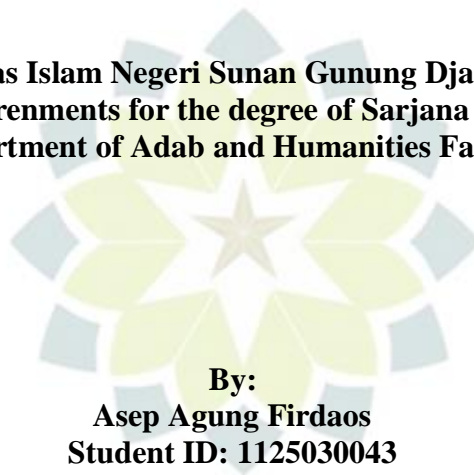 as Islam Negeri Sunan Gunung Dja
renments for the degree of Sarjana
rtment of Adab and Humanities Fa
By:
Asep Agung Firdaos
Student ID: 1125030043